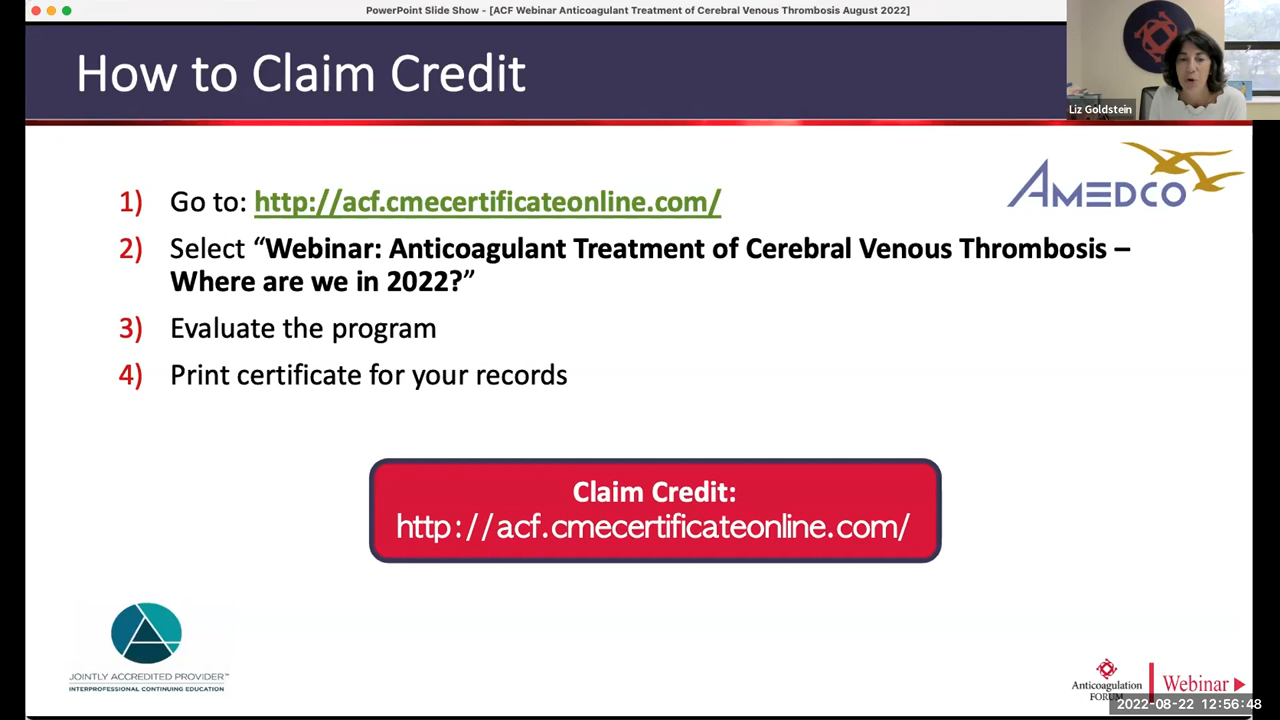 PowerPoint Slide Show - [ACF Webinar Anticoagulant Treatment of Cerebral Venous Thrombosis August 2022]
How to Claim Credit
Liz Goldstein
AMEDCO
1) Go to: http://acf.cmecertificateonline.com/
2) Select “Webinar: Anticoagulant Treatment of Cerebral Venous Thrombosis –
Where are we in 2022?”
3) Evaluate the program
4) Print certificate for your records
Claim Credit:
http://acf.cmecertificateonline.com/
JOINTLY ACCREDITED PROVIDER™
INTERPROFESSIONAL CONTINUING EDUCATION
Anticoagulation
FORUM
Webinar
2022-08-22 12:56:48